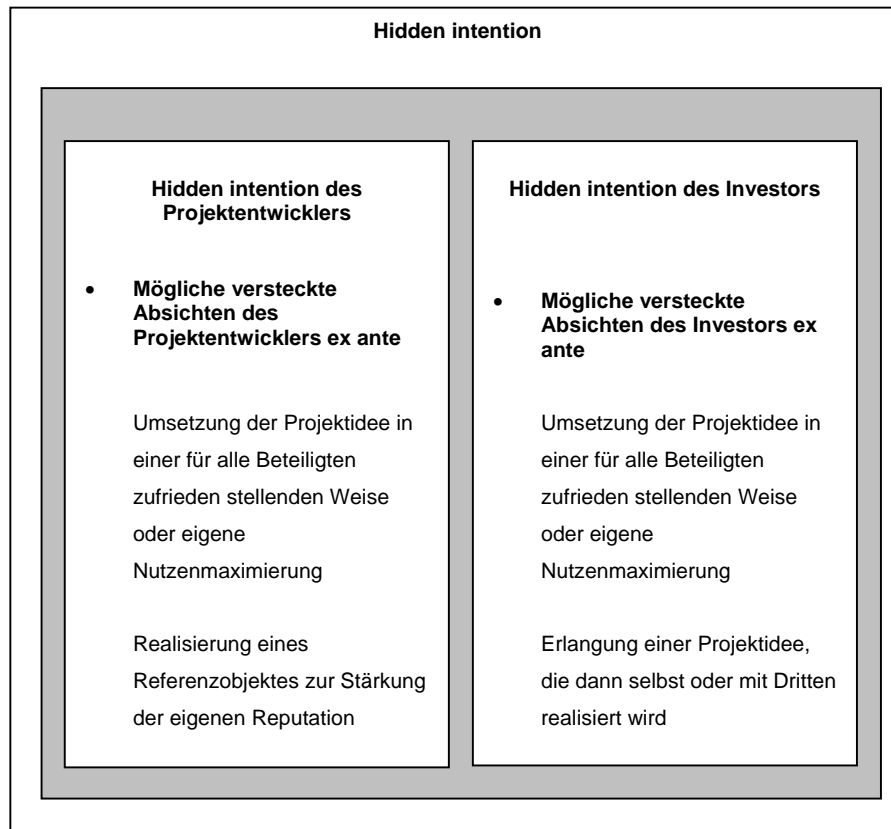 Hidden intention
Hidden intention des
Projektentwicklers
• Mögliche versteckte
Absichten des
Projektentwicklers ex ante
Umsetzung der Projektidee in
einer für alle Beteiligten
zufrieden stellenden Weise
oder eigene
Nutzenmaximierung
Realisierung eines
Referenzobjektes zur Stärkung
der eigenen Reputation
Hidden intention des Investors
• Mögliche versteckte
Absichten des Investors ex
ante
Umsetzung der Projektidee in
einer für alle Beteiligten
zufrieden stellenden Weise
oder eigene
Nutzenmaximierung
Erlangung einer Projektidee,
die dann selbst oder mit Dritten
realisiert wird